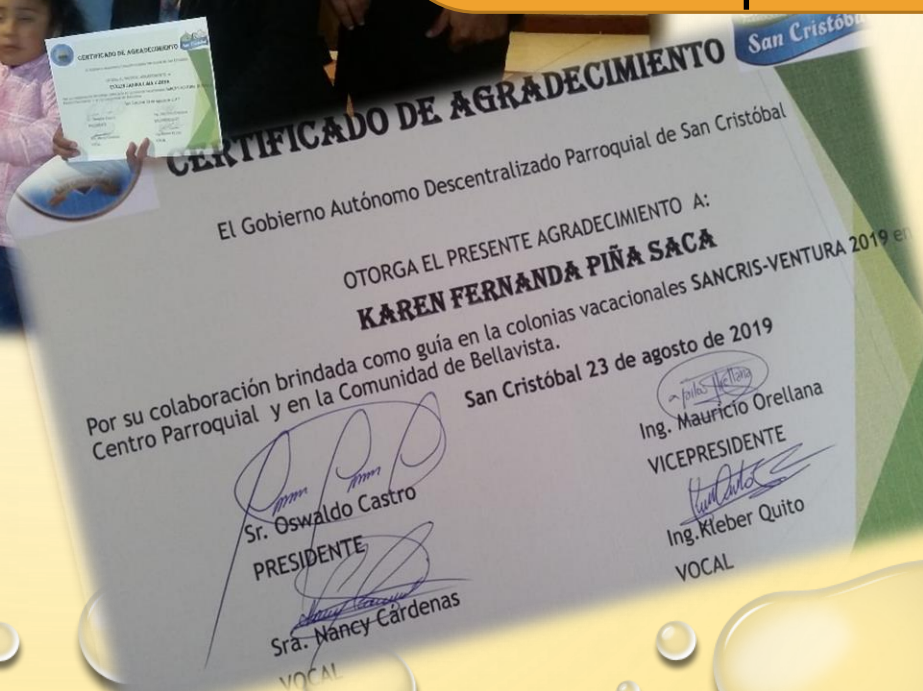 CERTIFICADO DE AGRADECIMIENTO
San Cristóbal
CERTIFICADO DE AGRADECIMIENTO
El Gobierno Autónomo Descentralizado Parroquial de San Cristóbal
OTORGA EL PRESENTE AGRADECIMIENTO A:
KAREN FERNANDA PIÑA SACA
Por su colaboración brindada como guía en la colonias vacacionales SANCRIS-VENTURA 2019 en
Centro Parroquial y en la Comunidad de Bellavista.
San Cristóbal 23 de agosto de 2019
Sr. Oswaldo Castro
PRESIDENTE
Ing. Mauricio Orellana
VICEPRESIDENTE
Sra. Nancy Cárdenas
VOCAL
Ing.Kleber Quito
VOCAL